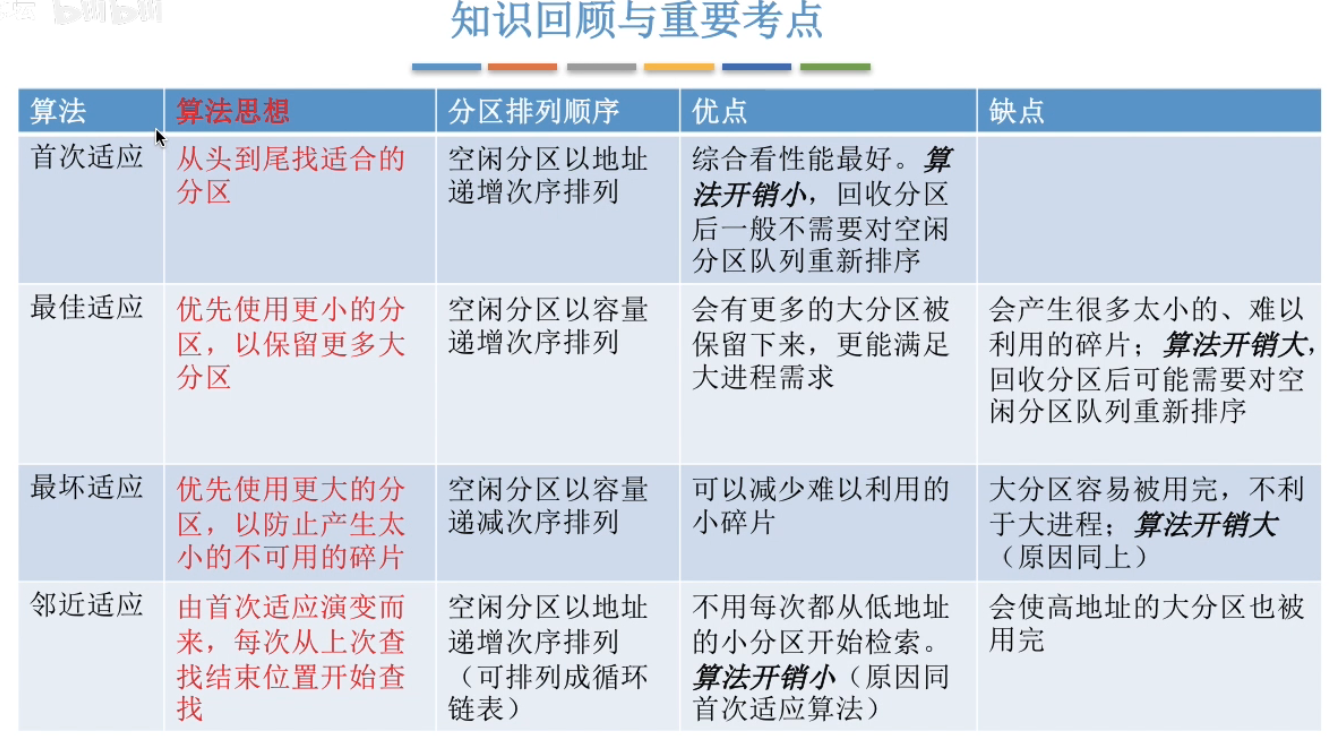 知识回顾与重要考点
算法
算法思想
分区排列顺序
优点
缺点
首次适应
从头到尾找适合的
分区
空闲分区以地址
递增次序排列
综合看性能最好。算
法开销小，回收分区
后一般不需要对空闲
分区队列重新排序
最佳适应
优先使用更小的分
区，以保留更多大
分区
空闲分区以容量
递增次序排列
会有更多的大分区被
保留下来，更能满足
大进程需求
会产生很多太小的、难以
利用的碎片；算法开销大，
回收分区后可能需要对空
闲分区队列重新排序
最坏适应
优先使用更大的分
区，以防止产生太
小的不可用的碎片
空闲分区以容量
递减次序排列
可以减少难以利用的
小碎片
大分区容易被用完，不利
于大进程；算法开销大
（原因同上）
邻近适应
由首次适应演变而
来，每次从上次查
找结束位置开始查
找
空闲分区以地址
递增次序排列
（可排列成循环
链表）
不用每次都从低地址
的小分区开始检索。
算法开销小（原因同
首次适应算法）
会使高地址的大分区也被
用完